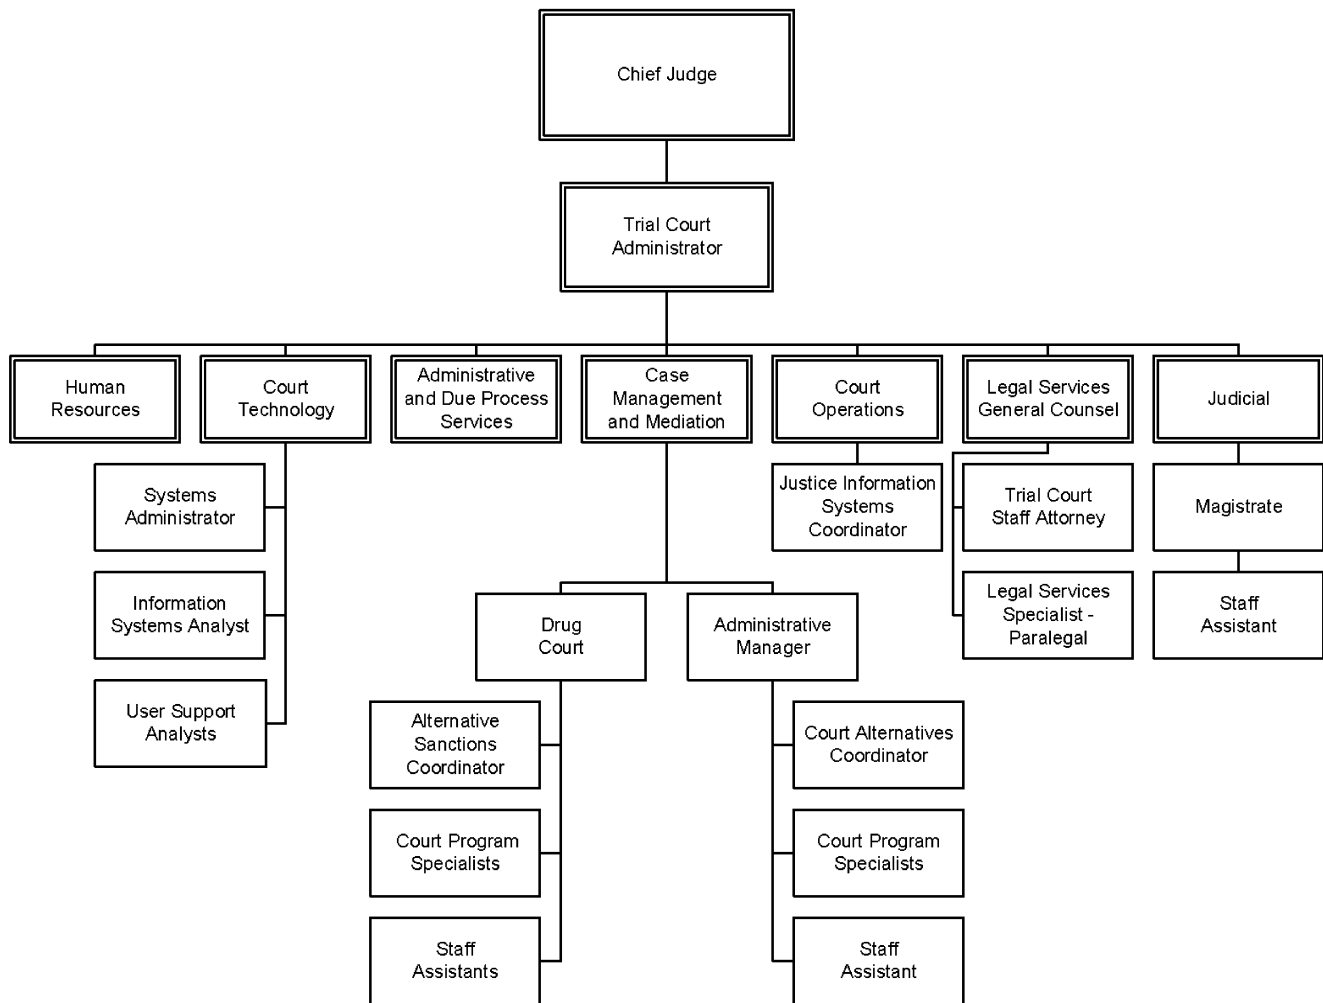 Chief Judge
Trial Court
Administrator
Human
Resources
Court
Technology
Administrative
and Due Process
Services
Case
Management
and Mediation
Court
Operations
Legal Services
General Counsel
Judicial
Systems
Administrator
Information
Systems Analyst
User Support
Analysts
Drug
Court
Alternative
Sanctions
Coordinator
Court Program
Specialists
Staff
Assistants
Administrative
Manager
Court Alternatives
Coordinator
Court Program
Specialists
Staff
Assistant
Justice Information
Systems
Coordinator
Trial Court
Staff Attorney
Legal Services
Specialist -
Paralegal
Magistrate
Staff
Assistant